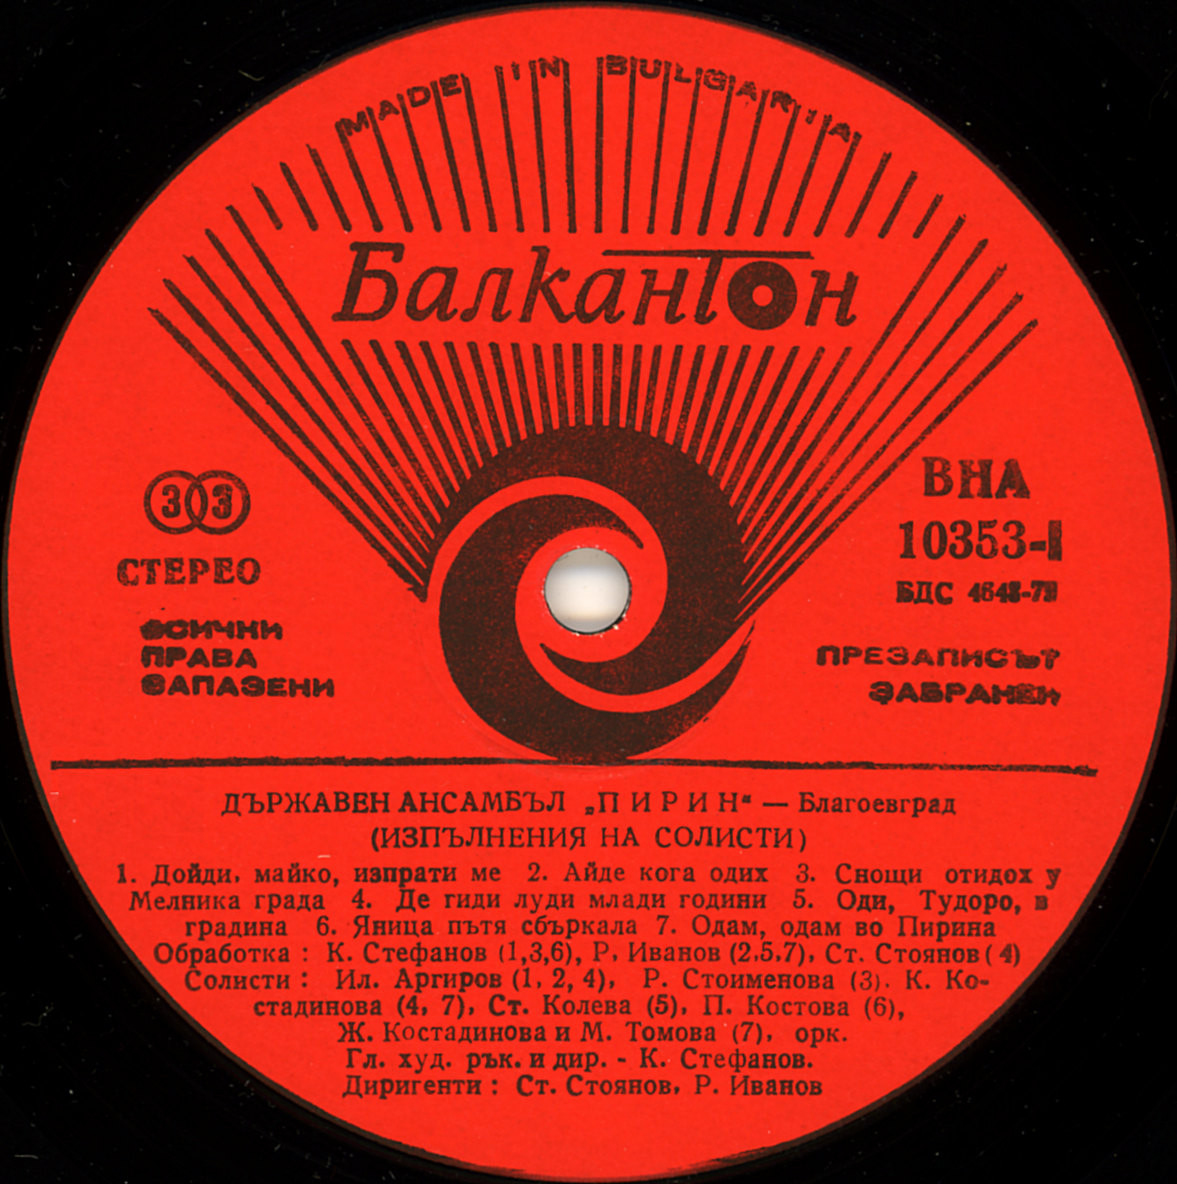 MADE IN BULGARIA
Балкантон
33
СТЕРЕО
ВСИЧКИ
ПРАВА
ЗАПАЗЕНИ
ВНА
10353-I
БДС
ПРЕЗАПИСЪТ
ЗАБРАНЕН
ДЪРЖАВЕН АНСАМБЪЛ „ПИРИН“ — Благоевград
(ИЗПЪЛНЕНИЯ НА СОЛИСТИ)
1. Дойди, майко, изпрати ме 2. Айде кога одих 3. Снощи отидох у
Мелника града 4. Де гиди луди млади години 5. Оди, Тудоро, в
градина 6. Яница пътя сбъркала 7. Одам, одам во Пирина
Обработка : К. Стефанов (1,3,6), Р. Иванов (2,5,7), Ст. Стоянов (4)
Солисти : Ил. Аргиров (1, 2, 4), Р. Стоименова (3). К. Ко-
стадинова (4, 7), Ст. Колева (5), П. Костова (6),
Ж. Костадинова и М. Томова (7), орк.
Гл. худ. рък. и дир. - К. Стефанов.
Диригенти : Ст. Стоянов, Р. Иванов